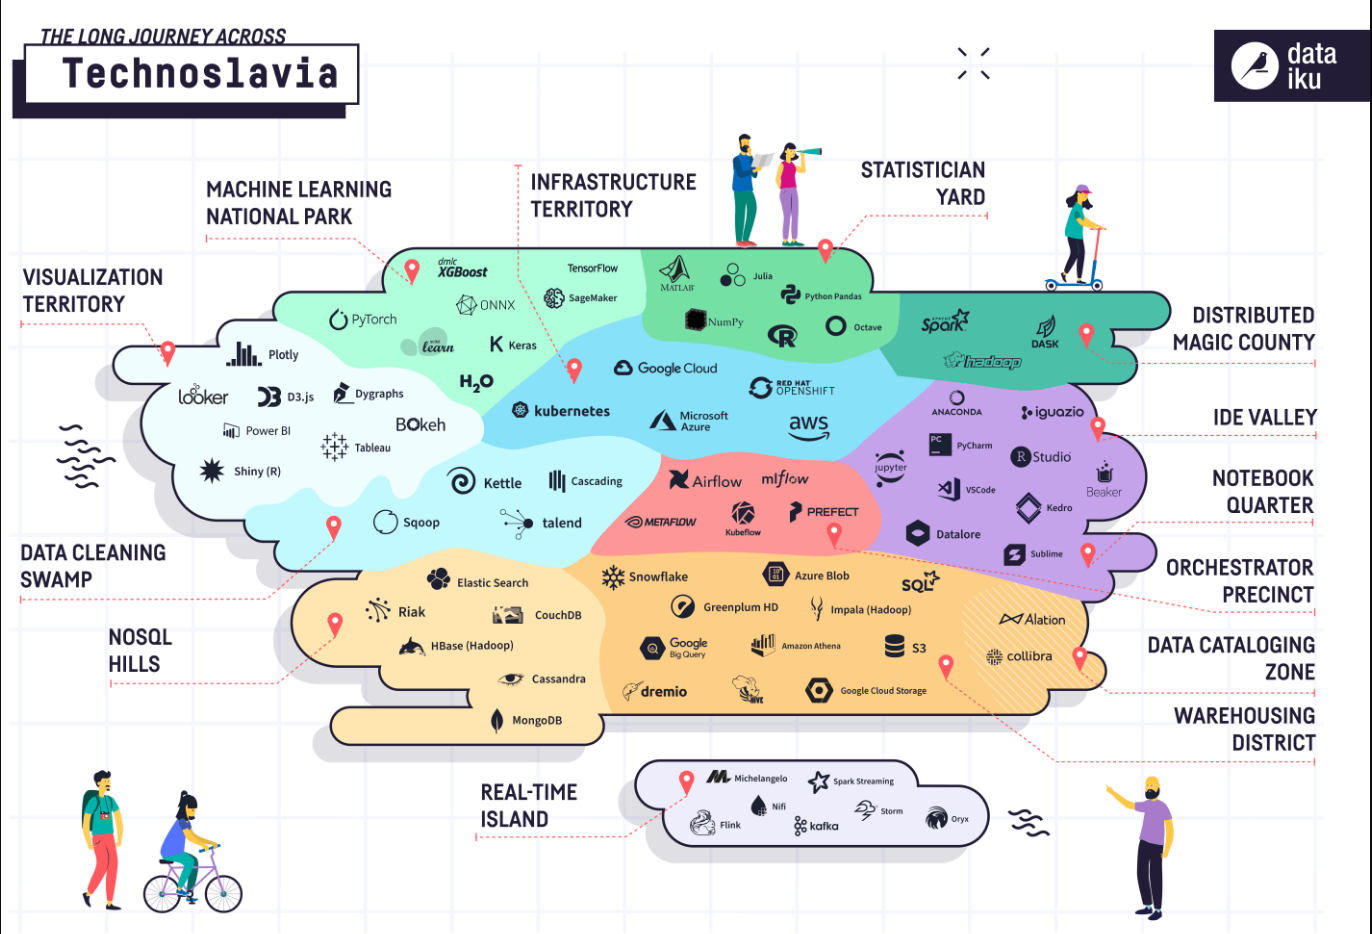 THE LONG JOURNEY ACROSS
Technoslavia
data
iku
MACHINE LEARNING
NATIONAL PARK
INFRASTRUCTURE
TERRITORY
STATISTICIAN
YARD
VISUALIZATION
TERRITORY
DISTRIBUTED
MAGIC COUNTY
IDE VALLEY
NOTEBOOK
QUARTER
ORCHESTRATOR
PRECINCT
DATA CATALOGING
ZONE
WAREHOUSING
DISTRICT
DATA CLEANING
SWAMP
NOSQL
HILLS
REAL-TIME
ISLAND
dmlc
XGBoost
TensorFlow
ONNX
SageMaker
PyTorch
learn
Keras
H2O
MATLAB
Julia
Python Pandas
NumPy
R
Octave
APACHE
Spark
DASK
hadoop
Plotly
looker
D3.js
Dygraphs
Power BI
BOkeh
Tableau
Shiny (R)
Google Cloud
RED HAT
OPENSHIFT
kubernetes
Microsoft
Azure
aws
Kettle
Cascading
Sqoop
talend
Airflow
mlflow
METAFLOW
Kubeflow
PREFECT
ANACONDA
iguazio
PC
PyCharm
R Studio
jupyter
VSCode
Beaker
Kedro
Datalore
Sublime
Elastic Search
Riak
CouchDB
HBase (Hadoop)
Cassandra
MongoDB
Snowflake
Azure Blob
SQL
Greenplum HD
Impala (Hadoop)
Google
Big Query
Amazon Athena
S3
dremio
HIVE
Google Cloud Storage
Alation
collibra
Michelangelo
Spark Streaming
Nifi
Storm
Flink
kafka
Oryx